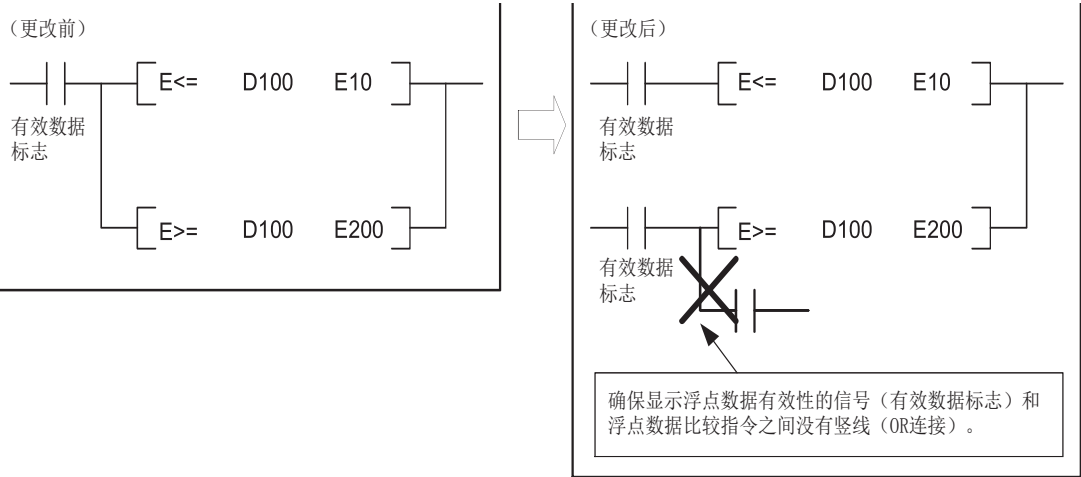 （更改前）
E<= D100 E10
有效数据
标志
E>= D100 E200
（更改后）
E<= D100 E10
有效数据
标志
E>= D100 E200
有效数据
标志
确保显示浮点数据有效性的信号（有效数据标志）和
浮点数据比较指令之间没有竖线（OR连接）。